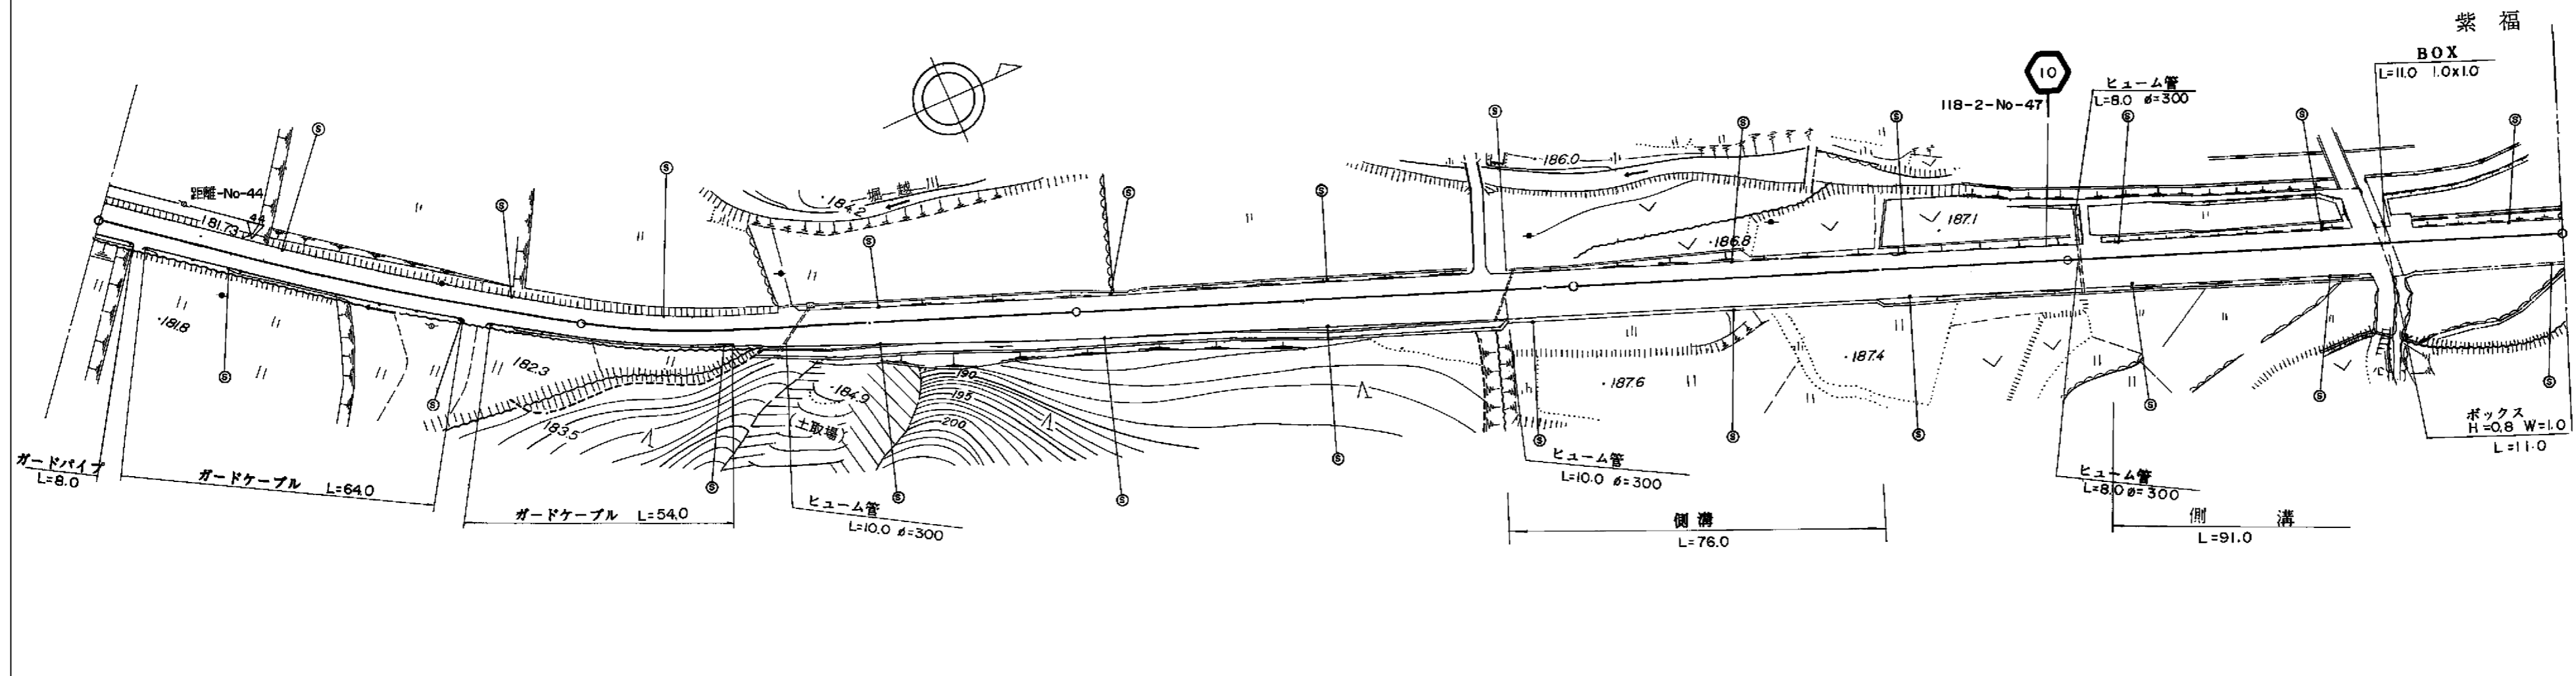 紫福
BOX
L=11.0 1.0x1.0
10
118-2-No-47
ヒューム管
L=8.0 ø=300
距離-No-44
44
181.73
堀越川
184.2
186.0
186.8
187.1
181.8
182.3
183.5
184.9
(土取場)
190
195
200
187.6
187.4
ガードパイプ
L=8.0
ガードケーブル L=64.0
ガードケーブル L=54.0
ヒューム管
L=10.0 ø=300
ヒューム管
L=10.0 ø=300
側溝
L=76.0
ヒューム管
L=8.0 ø=300
側溝
L=91.0
ボックス
H=0.8 W=1.0
L=11.0